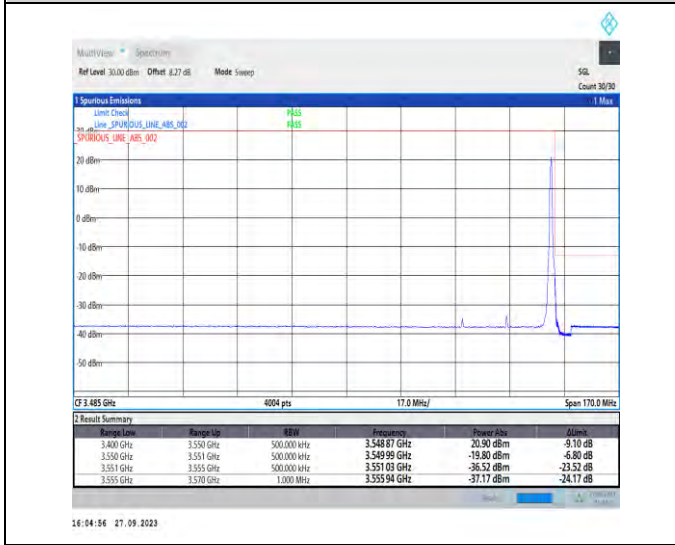 MultiView Spectrum
Ref Level 30.00 dBm Offset 8.27 dB Mode Sweep SGL
Count 30/30
1 Spurious Emissions 1 Max
Limit Check PASS
Line _SPURIOUS_LINE_ABS_002 PASS
_SPURIOUS_LINE_ABS_002
20 dBm
10 dBm
0 dBm
-10 dBm
-20 dBm
-30 dBm
-40 dBm
-50 dBm
CF 3.485 GHz 4004 pts 17.0 MHz/ Span 170.0 MHz
2 Result Summary
Range Low Range Up RBW Frequency Power Abs ΔLimit
3.400 GHz 3.550 GHz 500.000 kHz 3.548 87 GHz 20.90 dBm -9.10 dB
3.550 GHz 3.551 GHz 500.000 kHz 3.549 99 GHz -19.80 dBm -6.80 dB
3.551 GHz 3.555 GHz 500.000 kHz 3.551 03 GHz -36.52 dBm -23.52 dB
3.555 GHz 3.570 GHz 1.000 MHz 3.555 94 GHz -37.17 dBm -24.17 dB
16:04:56 27.09.2023